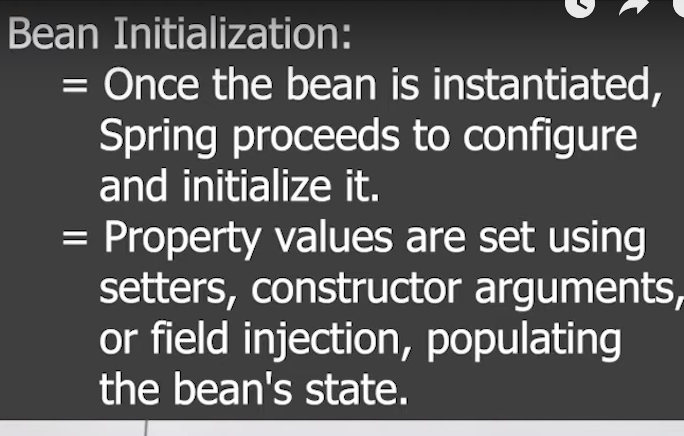 Bean Initialization:
= Once the bean is instantiated,
Spring proceeds to configure
and initialize it.
= Property values are set using
setters, constructor arguments,
or field injection, populating
the bean's state.